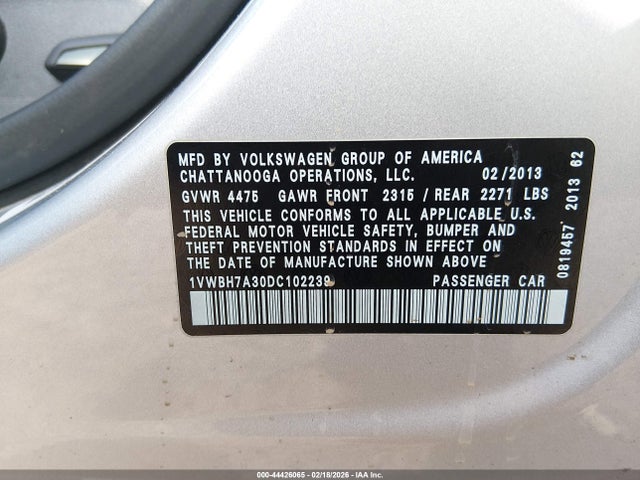 MFD BY VOLKSWAGEN GROUP OF AMERICA
CHATTANOOGA OPERATIONS, LLC. 02/2013
GVWR 4475 GAWR FRONT 2315 / REAR 2271 LBS
THIS VEHICLE CONFORMS TO ALL APPLICABLE U.S.
FEDERAL MOTOR VEHICLE SAFETY, BUMPER AND
THEFT PREVENTION STANDARDS IN EFFECT ON
THE DATE OF MANUFACTURE SHOWN ABOVE
1VWBH7A30DC102239 PASSENGER CAR
0819457 2013 62
000-44426065 - 02/18/2026 - IAA Inc.